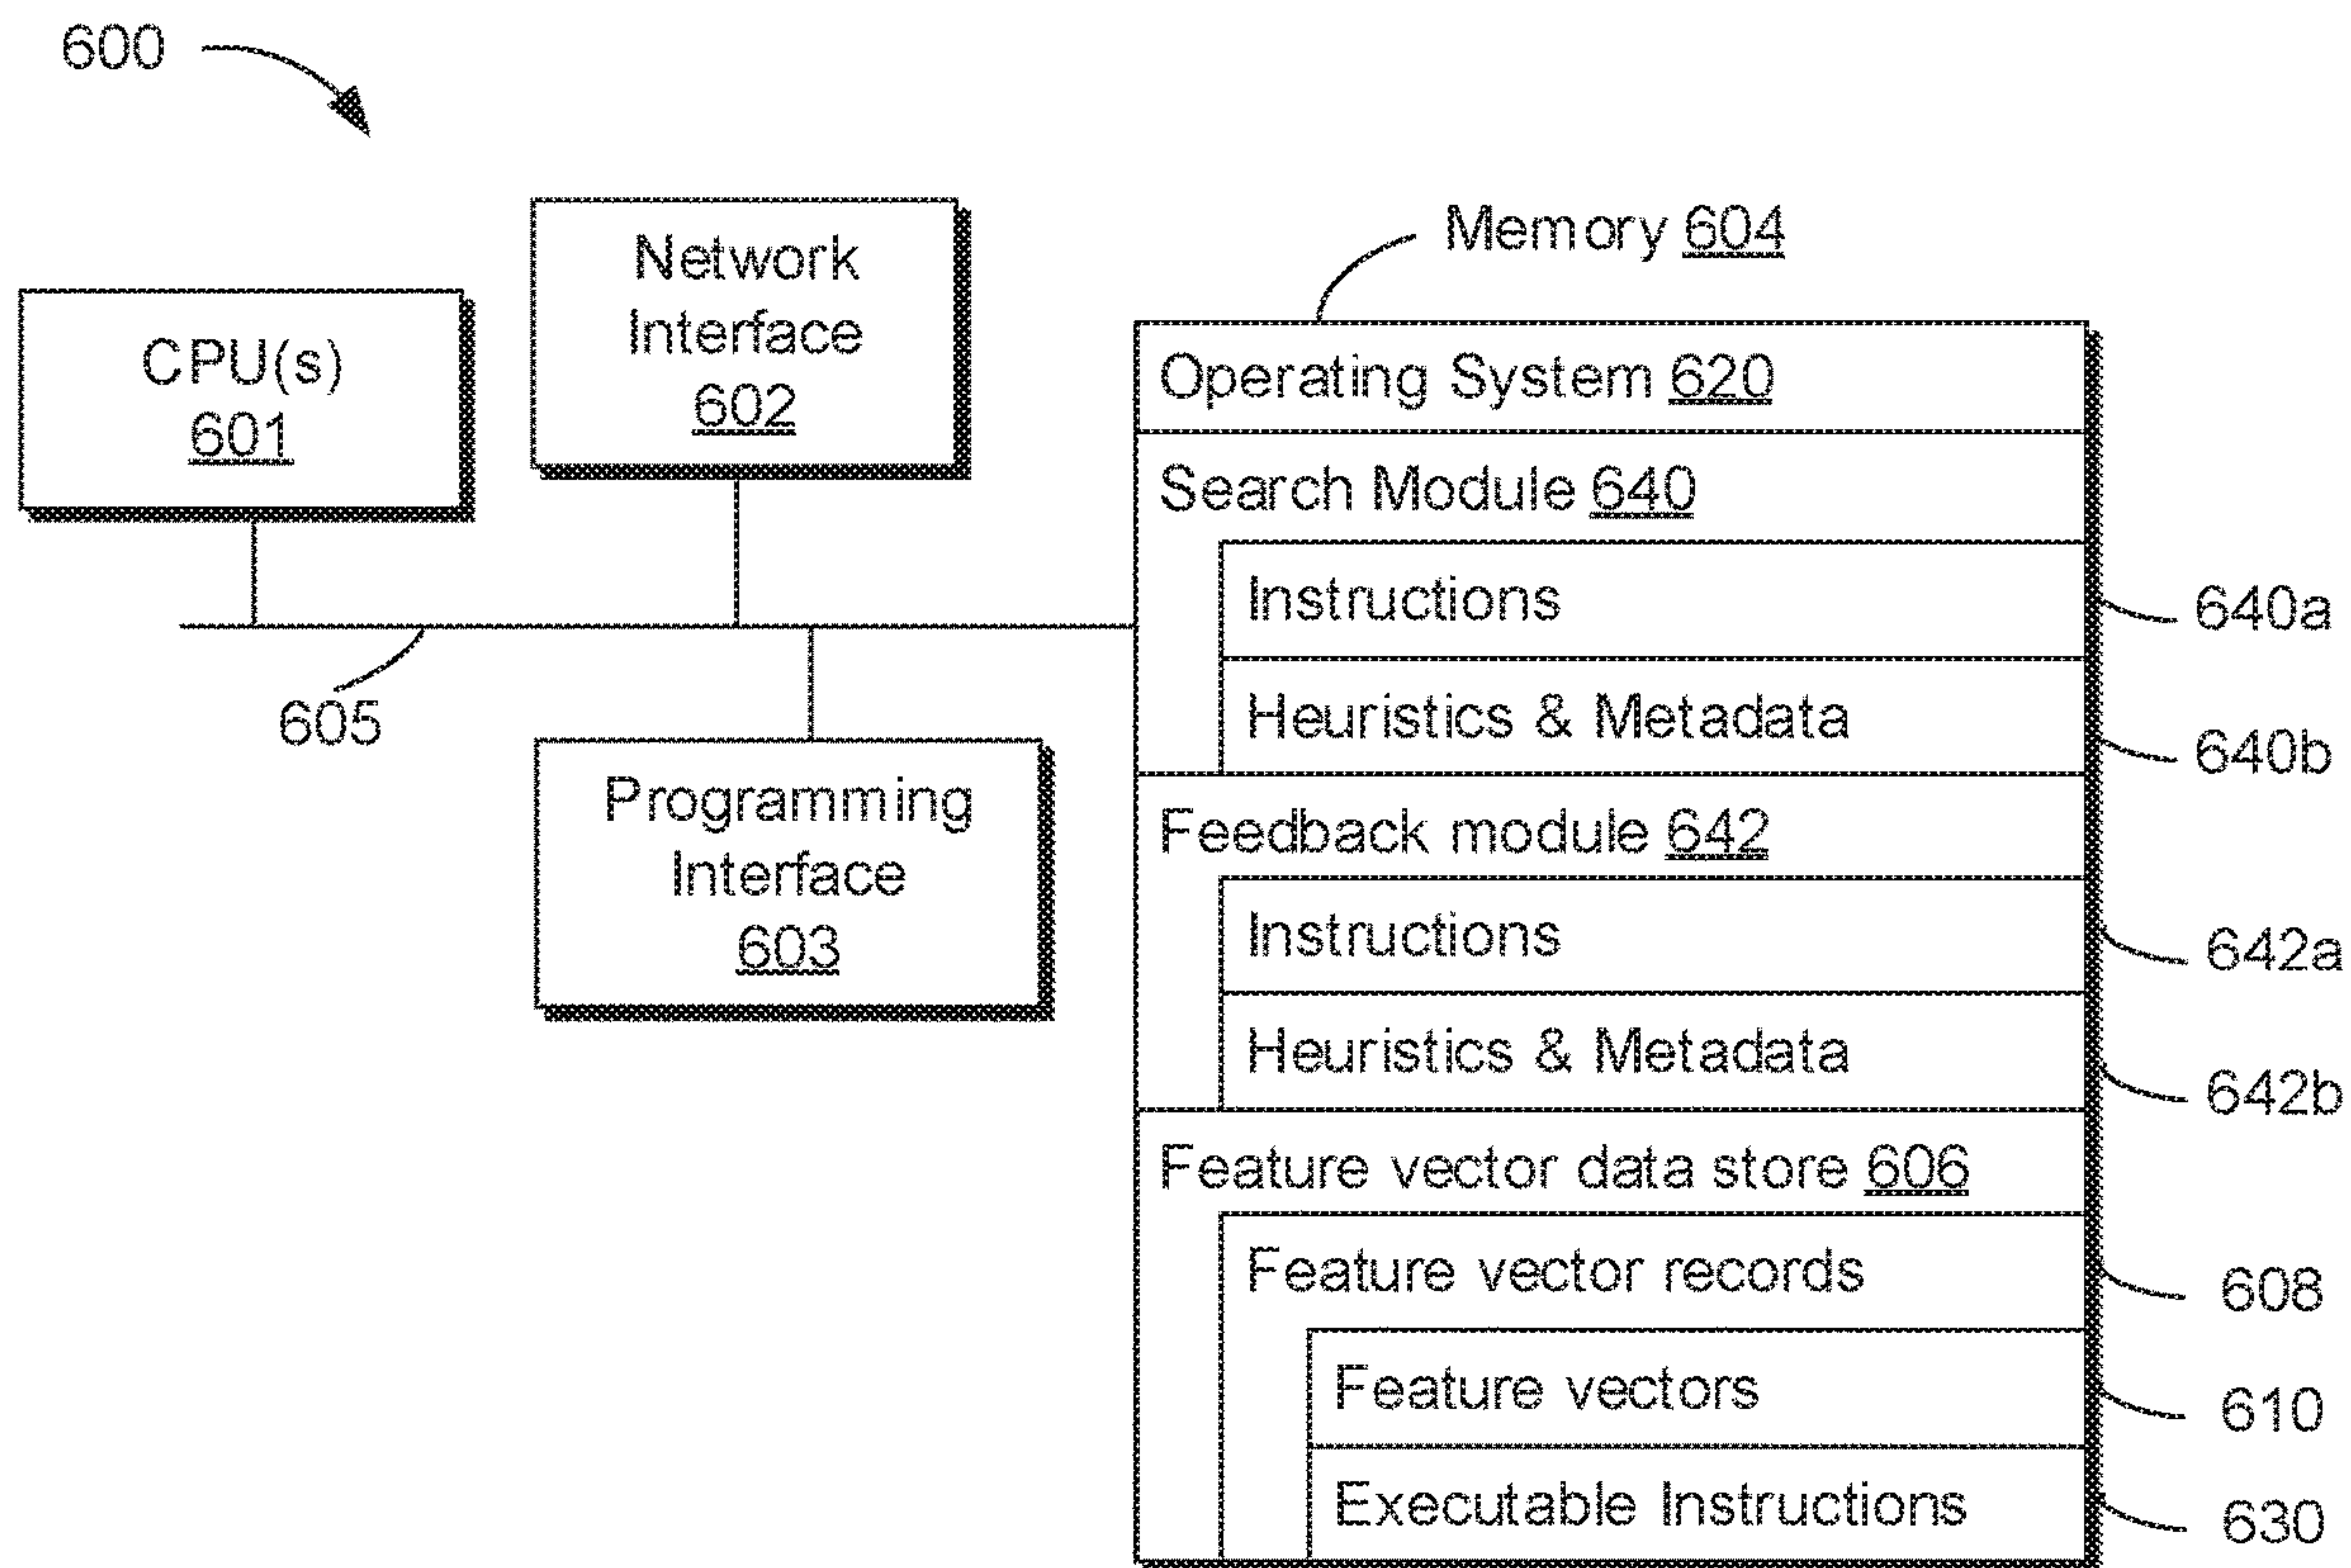 600
Network
Interface
602
CPU(s)
601
605
Programming
Interface
603
Memory 604
Operating System 620
Search Module 640
Instructions
640a
Heuristics & Metadata
640b
Feedback module 642
Instructions
642a
Heuristics & Metadata
642b
Feature vector data store 606
Feature vector records
608
Feature vectors
610
Executable Instructions
630